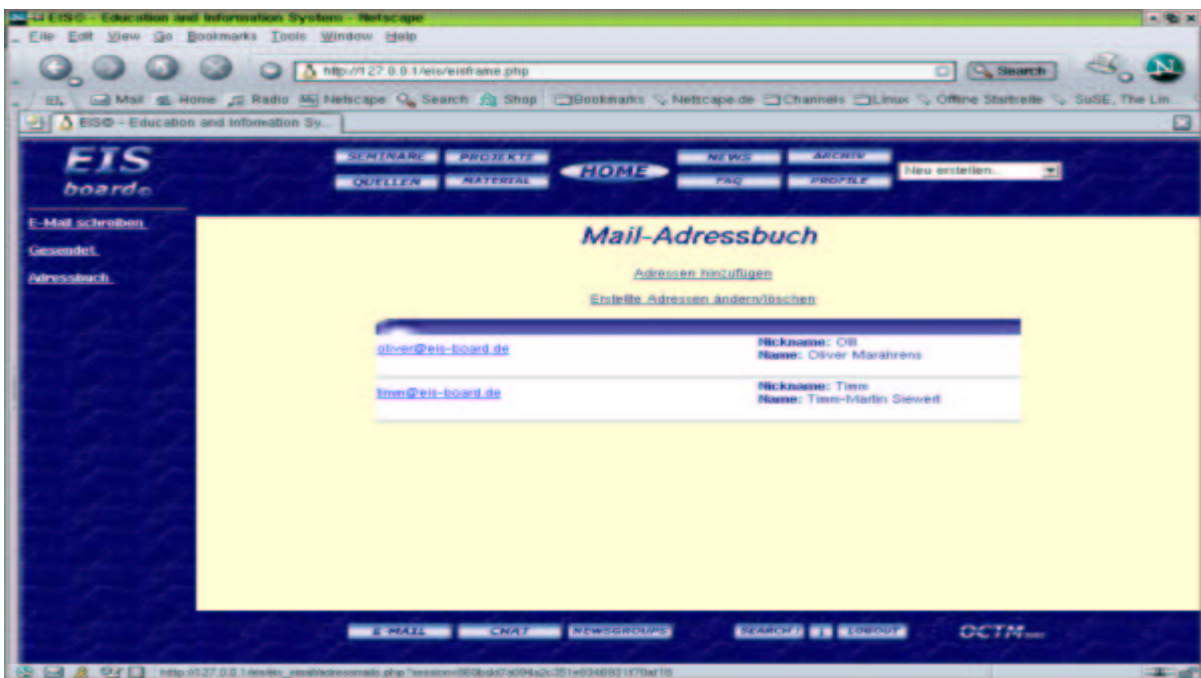 EIS© - Education and Information System - Netscape
File Edit View Go Bookmarks Tools Window Help
http://127.0.0.1/eis/eisframe.php
Search
Mail Home Radio Netscape Search Shop Bookmarks Netscape.de Channels Linux Offline Startseite SuSE, The Lin...
EIS© - Education and Information Sy...
EIS
board©
SEMINARE PROJEKTE HOME NEWS ARCHIV
QUELLEN MATERIAL FAQ PROFILE
Neu erstellen...
E-Mail schreiben
Gesendet
Adressbuch
Mail-Adressbuch
Adressen hinzufügen
Erstellte Adressen ändern/löschen
oliver@eis-board.de
Nickname: Olli
Name: Oliver Marahrens
timm@eis-board.de
Nickname: Timm
Name: Timm-Martin Siewert
E-MAIL CHAT NEWSGROUPS SEARCH! i LOGOUT OCTM